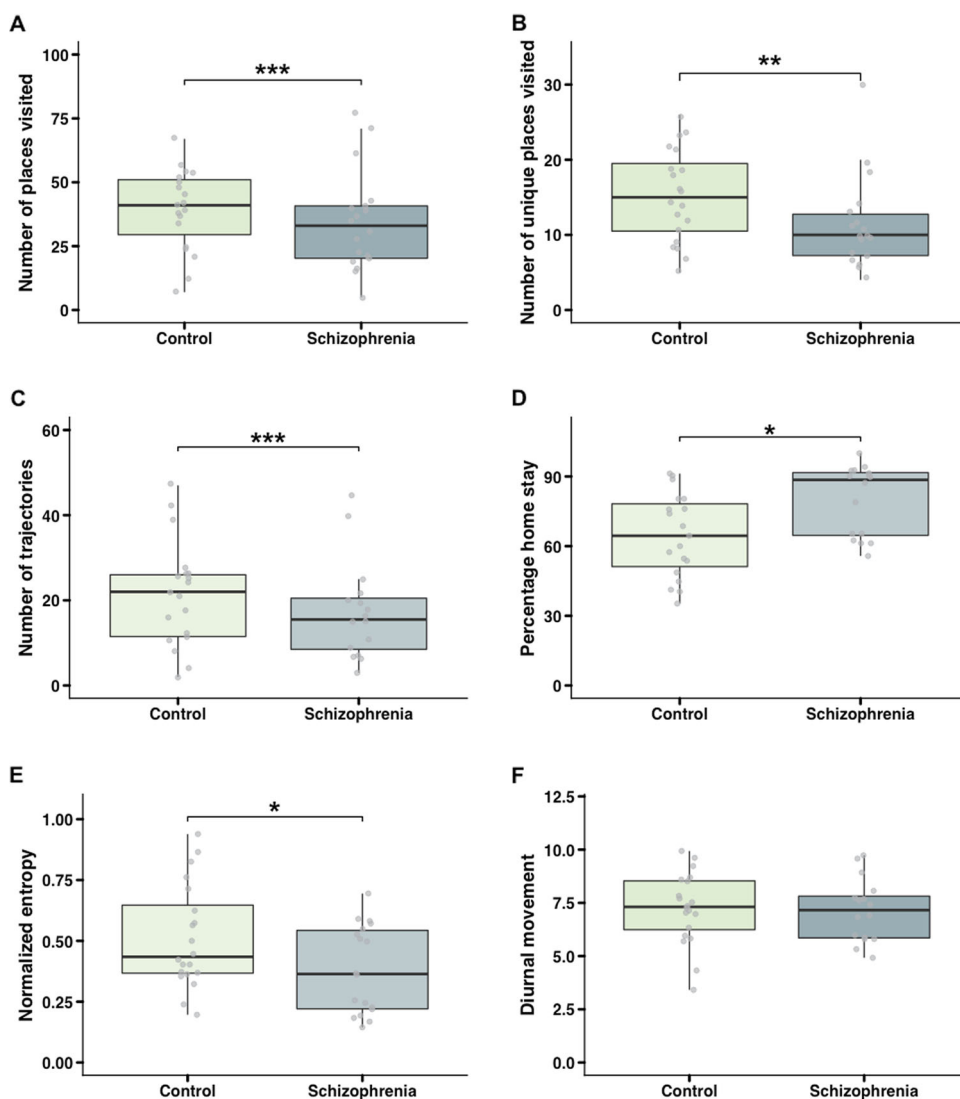 A
Number of places visited
100
75
50
25
0
***
Control Schizophrenia
B
Number of unique places visited
30
20
10
0
**
Control Schizophrenia
C
Number of trajectories
60
40
20
0
***
Control Schizophrenia
D
Percentage home stay
90
60
30
0
*
Control Schizophrenia
E
Normalized entropy
1.00
0.75
0.50
0.25
0.00
*
Control Schizophrenia
F
Diurnal movement
12.5
10.0
7.5
5.0
2.5
0.0
Control Schizophrenia